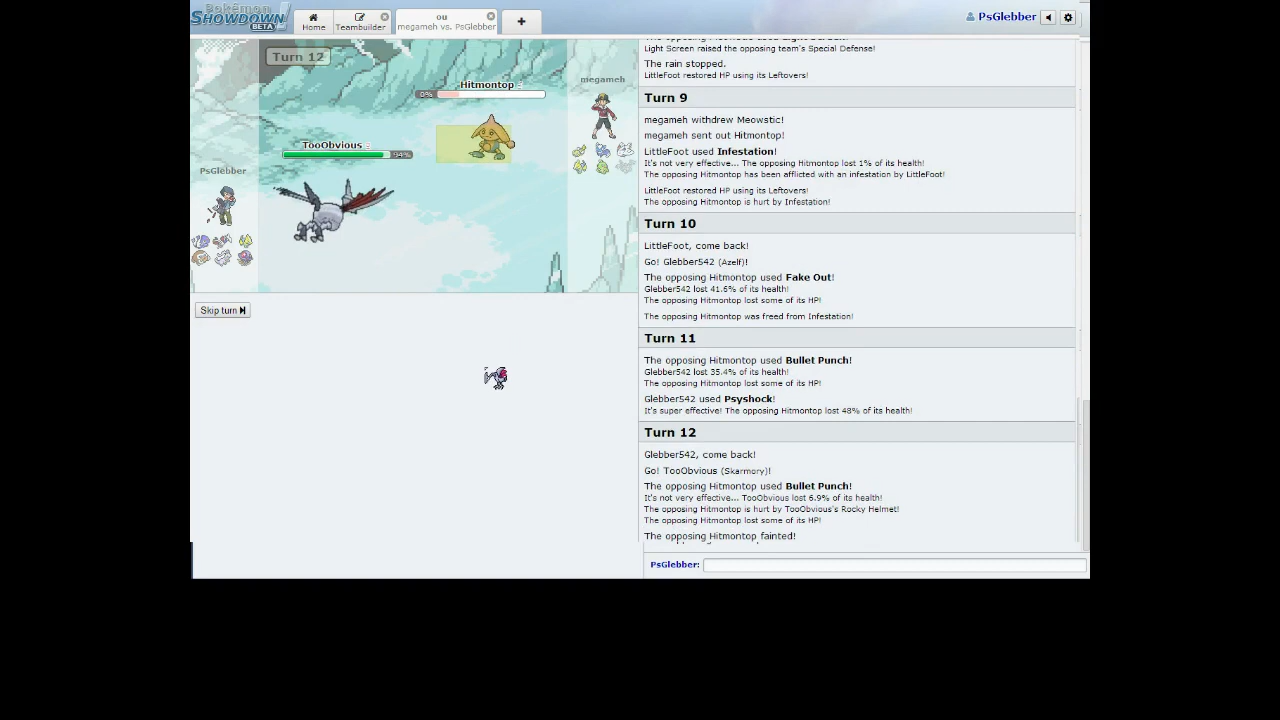 Pokémon
SHOWDOWN
BETA
Home
Teambuilder
ou
megameh vs. PsGlebber
PsGlebber
Turn 12
Hitmontop
0%
TooObvious
94%
megameh
PsGlebber
Skip turn
Light Screen raised the opposing team's Special Defense!
The rain stopped.
LittleFoot restored HP using its Leftovers!
Turn 9
megameh withdrew Meowstic!
megameh sent out Hitmontop!
LittleFoot used Infestation!
It's not very effective... The opposing Hitmontop lost 1% of its health!
The opposing Hitmontop has been afflicted with an infestation by LittleFoot!
LittleFoot restored HP using its Leftovers!
The opposing Hitmontop is hurt by Infestation!
Turn 10
LittleFoot, come back!
Go! Glebber542 (Azelf)!
The opposing Hitmontop used Fake Out!
Glebber542 lost 41.6% of its health!
The opposing Hitmontop lost some of its HP!
The opposing Hitmontop was freed from Infestation!
Turn 11
The opposing Hitmontop used Bullet Punch!
Glebber542 lost 35.4% of its health!
The opposing Hitmontop lost some of its HP!
Glebber542 used Psyshock!
It's super effective! The opposing Hitmontop lost 48% of its health!
Turn 12
Glebber542, come back!
Go! TooObvious (Skarmory)!
The opposing Hitmontop used Bullet Punch!
It's not very effective... TooObvious lost 6.9% of its health!
The opposing Hitmontop is hurt by TooObvious's Rocky Helmet!
The opposing Hitmontop lost some of its HP!
The opposing Hitmontop fainted!
PsGlebber: